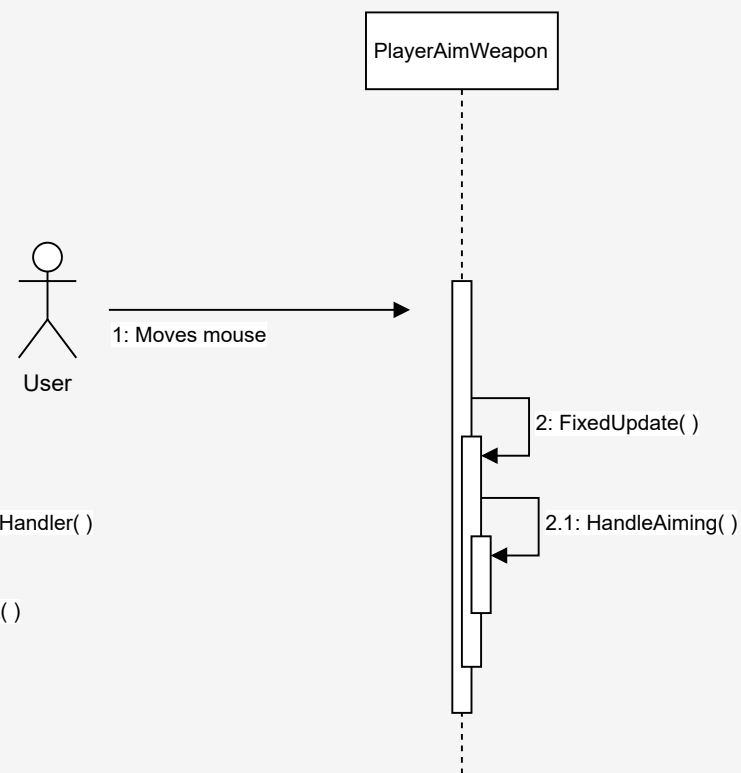 PlayerAimWeapon
1: Moves mouse
User
2: FixedUpdate( )
Handler( )
2.1: HandleAiming( )
( )